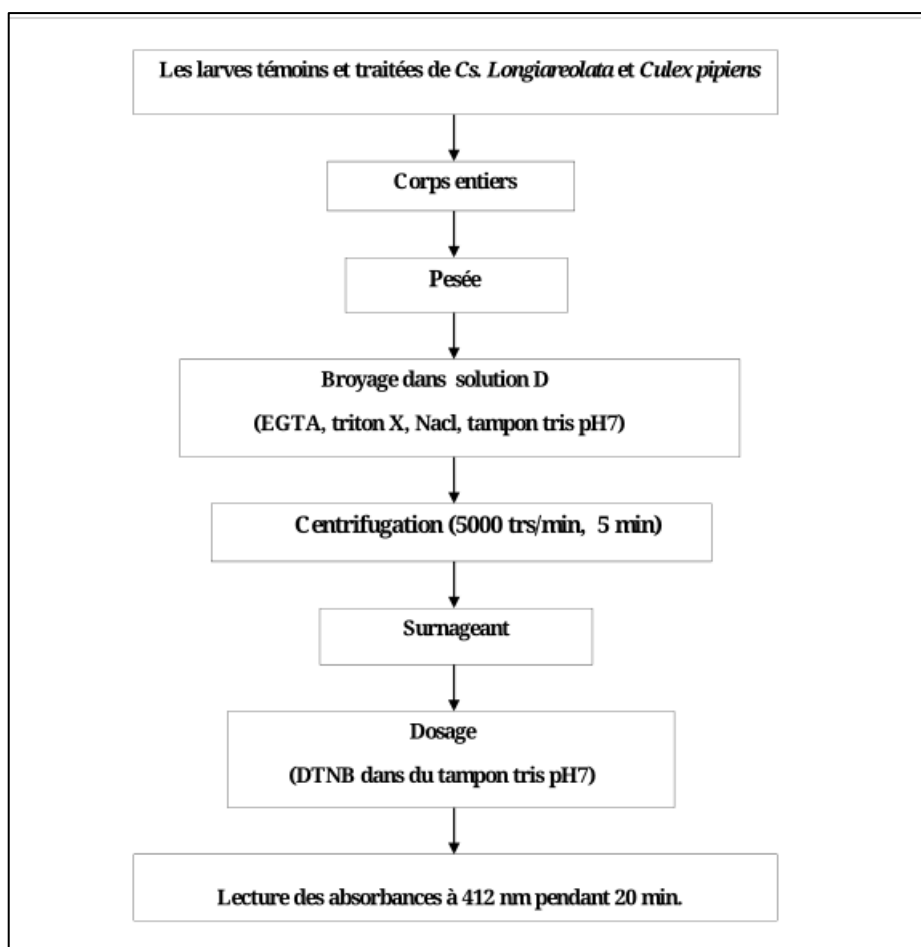 Les larves témoins et traitées de Cs. Longiareolata et Culex pipiens
Corps entiers
Pesée
Broyage dans solution D
(EGTA, triton X, Nacl, tampon tris pH7)
Centrifugation (5000 trs/min, 5 min)
Surnageant
Dosage
(DTNB dans du tampon tris pH7)
Lecture des absorbances à 412 nm pendant 20 min.